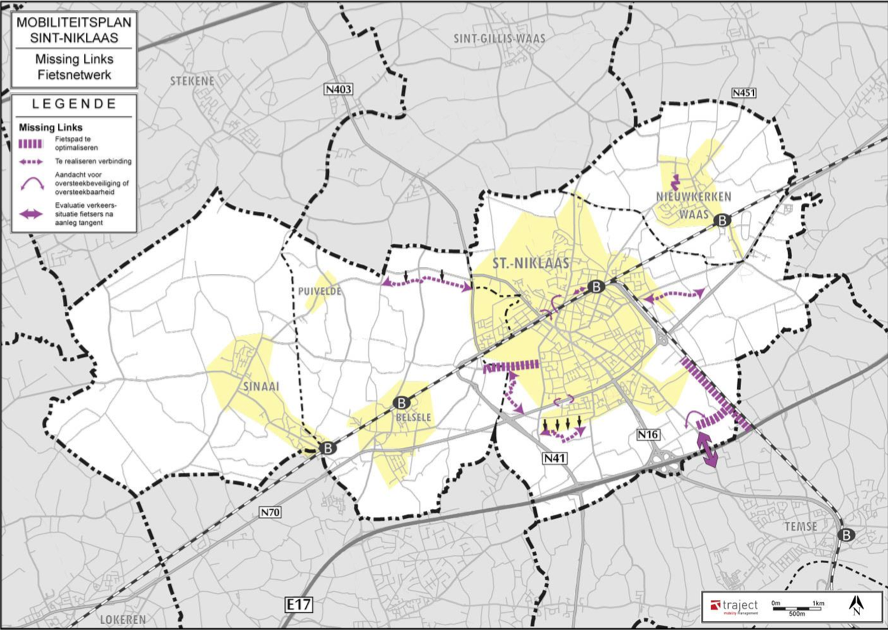 MOBILITEITSPLAN
SINT-NIKLAAS
Missing Links
Fietsnetwerk
LEGENDE
Missing Links
Fietspad te
optimaliseren
Te realiseren verbinding
Aandacht voor
oversteekbeveiliging of
oversteekbaarheid
Evaluatie verkeers-
situatie fietsers na
aanleg tangent
SINT-GILLIS-WAAS
STEKENE
N403
N451
NIEUWKERKEN
WAAS
B
ST.-NIKLAAS
B
PUIVELDE
SINAAI
B
BELSELE
B
N16
N41
N70
TEMSE
B
E17
LOKEREN
traject
mobility management
0m 1km
500m
N